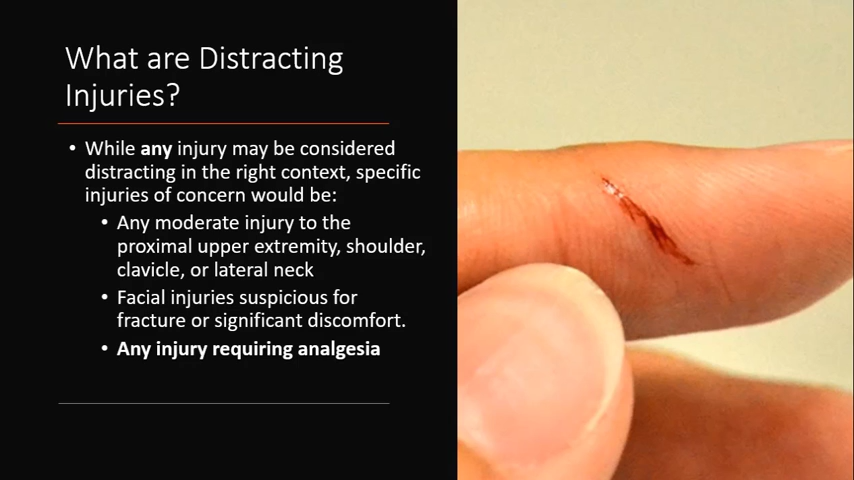 What are Distracting
Injuries?
• While any injury may be considered
distracting in the right context, specific
injuries of concern would be:
• Any moderate injury to the
proximal upper extremity, shoulder,
clavicle, or lateral neck
• Facial injuries suspicious for
fracture or significant discomfort.
• Any injury requiring analgesia